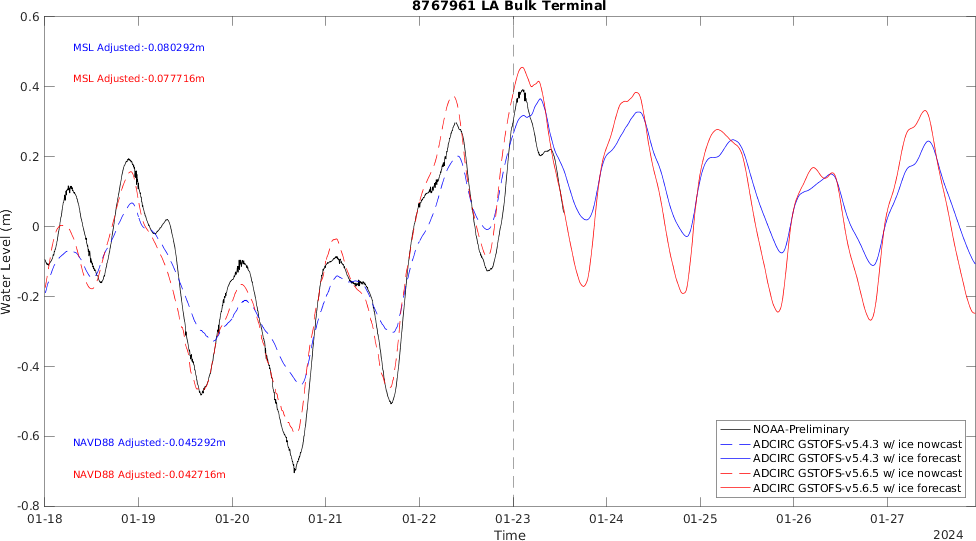 8767961 LA Bulk Terminal
0.6
0.4
0.2
0
-0.2
-0.4
-0.6
-0.8
Water Level (m)
MSL Adjusted:-0.080292m
MSL Adjusted:-0.077716m
NAVD88 Adjusted:-0.045292m
NAVD88 Adjusted:-0.042716m
NOAA-Preliminary
ADCIRC GSTOFS-v5.4.3 w/ ice nowcast
ADCIRC GSTOFS-v5.4.3 w/ ice forecast
ADCIRC GSTOFS-v5.6.5 w/ ice nowcast
ADCIRC GSTOFS-v5.6.5 w/ ice forecast
01-18 01-19 01-20 01-21 01-22 01-23 01-24 01-25 01-26 01-27
Time
2024